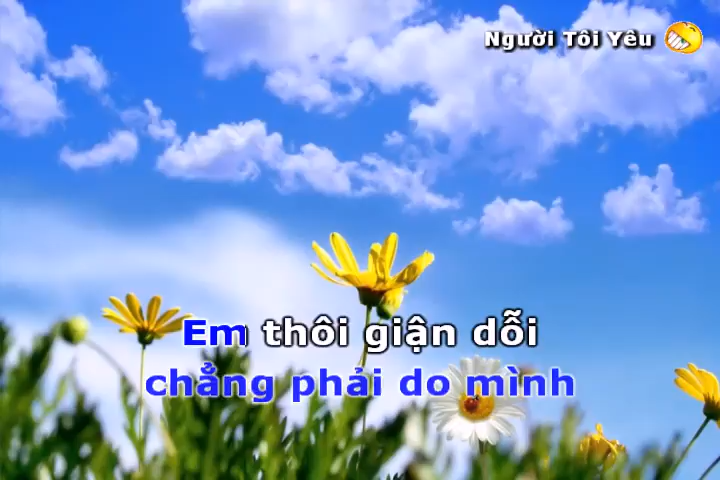 Người Tôi Yêu
Em thôi giận dỗi
chẳng phải do mình